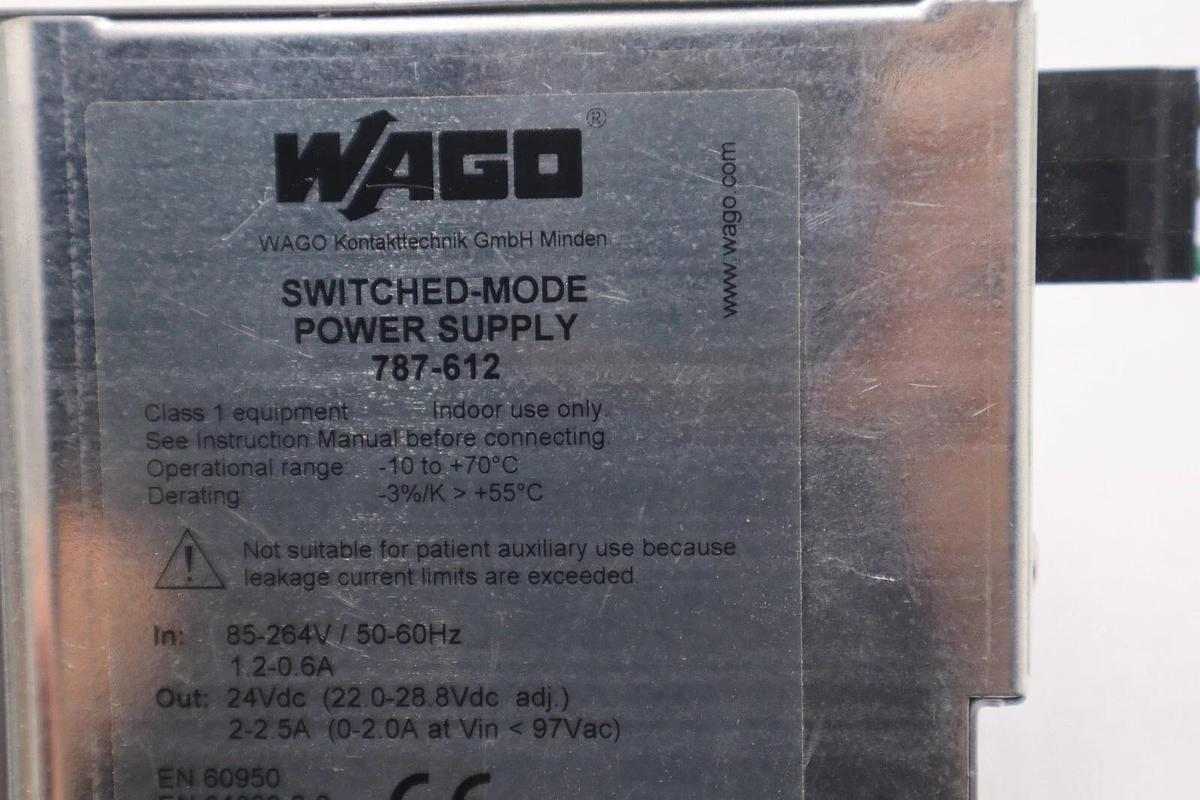 WAGO®
www.wago.com
WAGO Kontakttechnik GmbH Minden
SWITCHED-MODE
POWER SUPPLY
787-612
Class 1 equipment Indoor use only.
See Instruction Manual before connecting.
Operational range: -10 to +70°C
Derating: -3%/K > +55°C
Not suitable for patient auxiliary use because
leakage current limits are exceeded.
In: 85-264V / 50-60Hz
1.2-0.6A
Out: 24Vdc (22.0-28.8Vdc adj.)
2-2.5A (0-2.0A at Vin < 97Vac)
EN 60950
CE